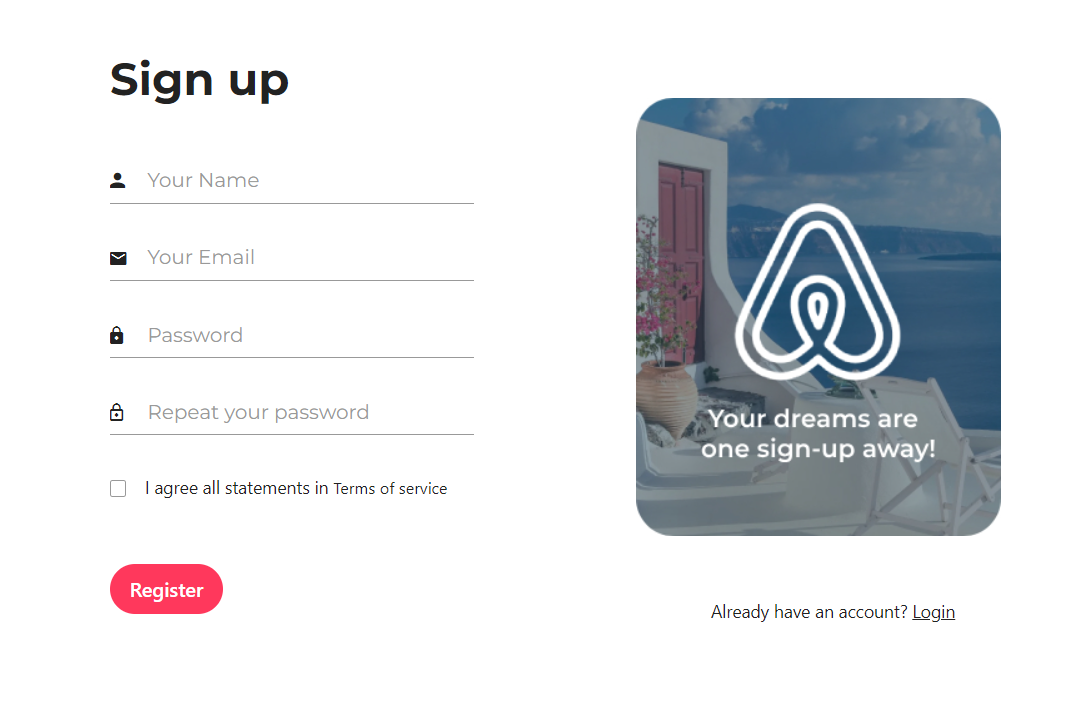 Sign up
Your Name
Your Email
Password
Repeat your password
I agree all statements in Terms of service
Register
Your dreams are
one sign-up away!
Already have an account? Login